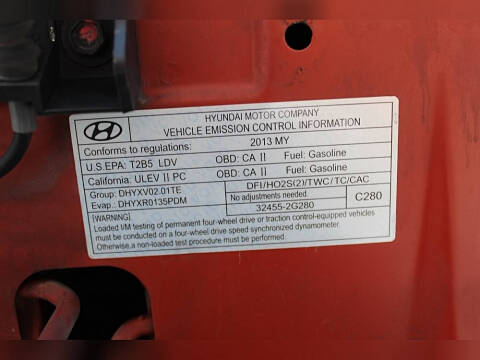 HYUNDAI MOTOR COMPANY
VEHICLE EMISSION CONTROL INFORMATION
Conforms to regulations: 2013 MY
U.S.EPA: T2B5 LDV OBD: CA II Fuel: Gasoline
California: ULEV II PC OBD: CA II Fuel: Gasoline
Group: DHYXV02.01TE DFI/HO2S(2)/TWC/TC/CAC
Evap.: DHYXR0135PDM No adjustments needed. C280
32455-2G280
[WARNING]
Loaded I/M testing of permanent four-wheel drive or traction control-equipped vehicles
must be conducted on a four-wheel drive speed synchronized dynamometer.
Otherwise,a non-loaded test procedure must be performed.